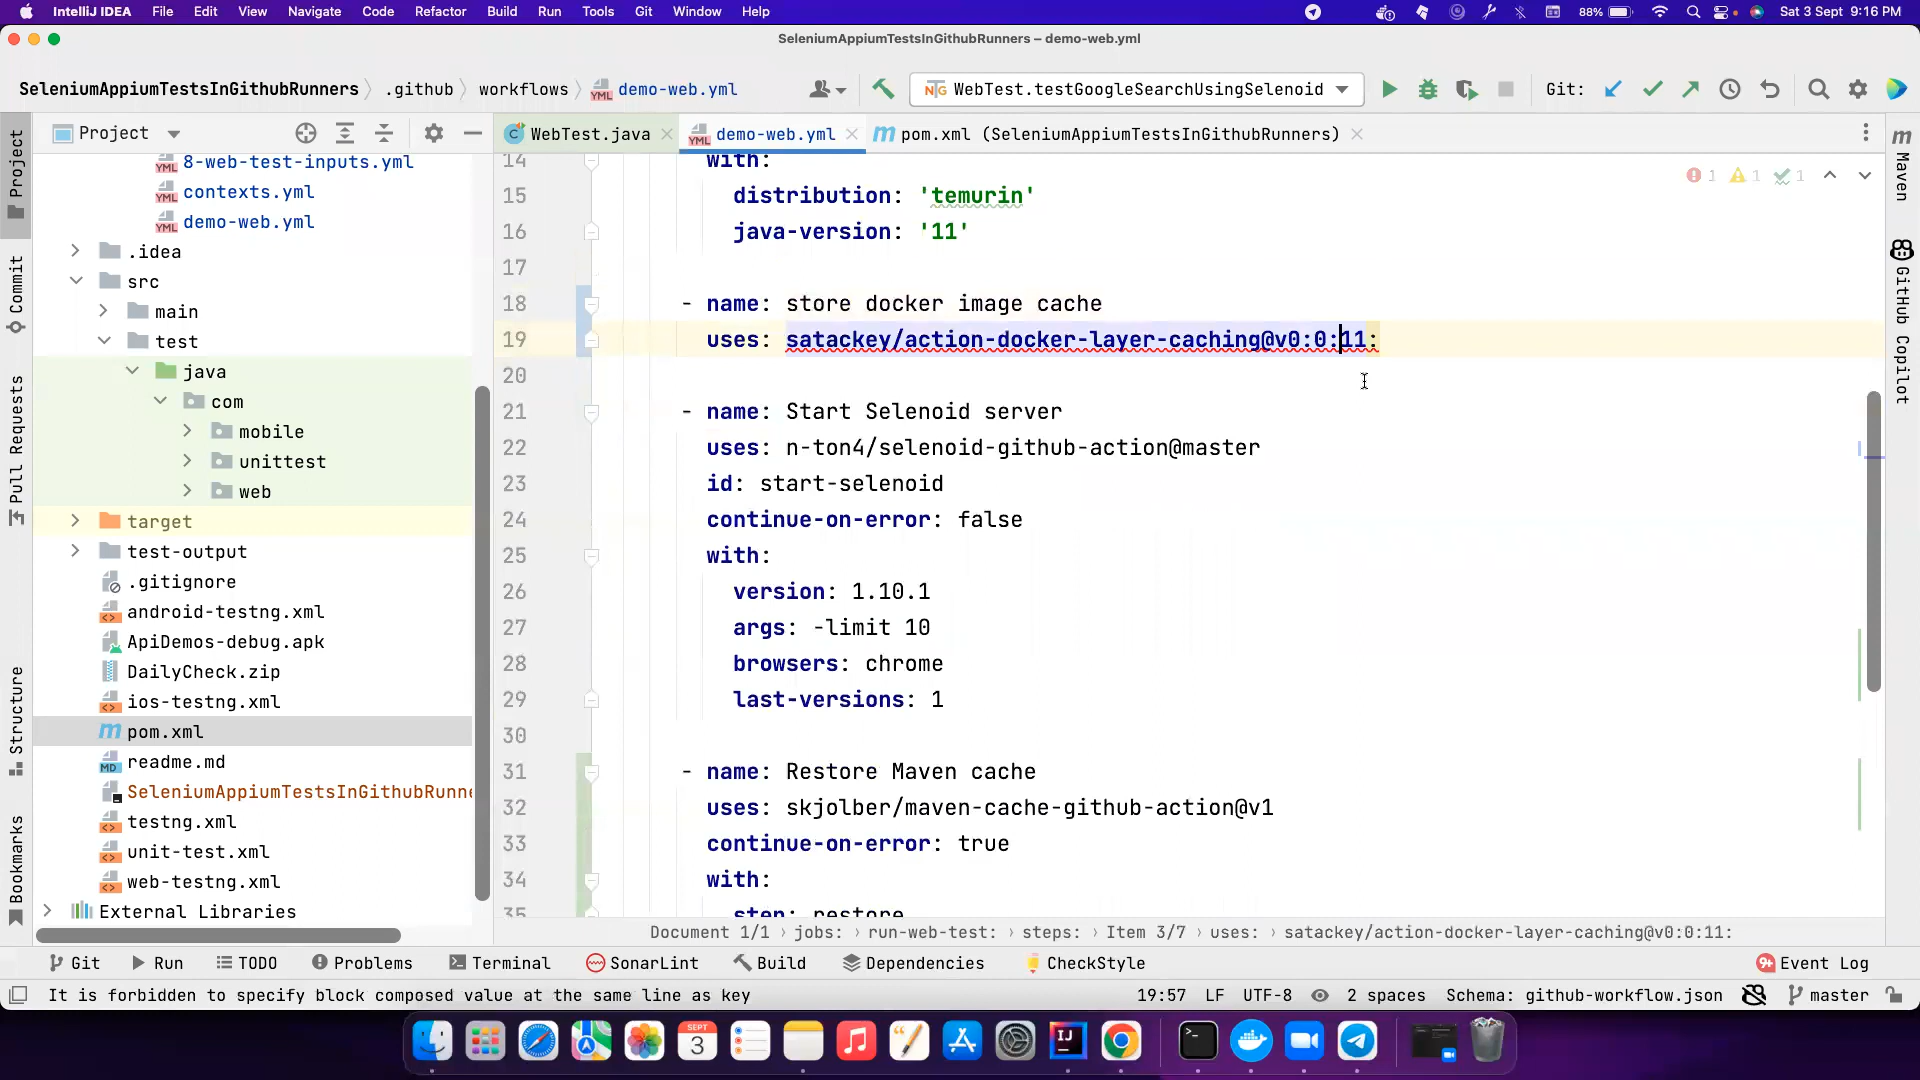 IntelliJ IDEA File Edit View Navigate Code Refactor Build Run Tools Git Window Help 88% Sat 3 Sept 9:16 PM
SeleniumAppiumTestsInGithubRunners – demo-web.yml
SeleniumAppiumTestsInGithubRunners .github workflows demo-web.yml WebTest.testGoogleSearchUsingSelenoid Git:
Project WebTest.java demo-web.yml pom.xml (SeleniumAppiumTestsInGithubRunners)
8-web-test-inputs.yml
contexts.yml
demo-web.yml
.idea
src
main
test
java
com
mobile
unittest
web
target
test-output
.gitignore
android-testng.xml
ApiDemos-debug.apk
DailyCheck.zip
ios-testng.xml
pom.xml
readme.md
SeleniumAppiumTestsInGithubRunne
testng.xml
unit-test.xml
web-testng.xml
External Libraries
14 with:
15 distribution: 'temurin'
16 java-version: '11'
17
18 - name: store docker image cache
19 uses: satackey/action-docker-layer-caching@v0:0:11:
20
21 - name: Start Selenoid server
22 uses: n-ton4/selenoid-github-action@master
23 id: start-selenoid
24 continue-on-error: false
25 with:
26 version: 1.10.1
27 args: -limit 10
28 browsers: chrome
29 last-versions: 1
30
31 - name: Restore Maven cache
32 uses: skjolber/maven-cache-github-action@v1
33 continue-on-error: true
34 with:
35 step: restore
1 1 1
Project
Commit
Pull Requests
Structure
Bookmarks
Maven
GitHub Copilot
Document 1/1 › jobs: › run-web-test: › steps: › Item 3/7 › uses: › satackey/action-docker-layer-caching@v0:0:11:
Git Run TODO Problems Terminal SonarLint Build Dependencies CheckStyle 9+ Event Log
It is forbidden to specify block composed value at the same line as key 19:57 LF UTF-8 2 spaces Schema: github-workflow.json master
SEPT
3